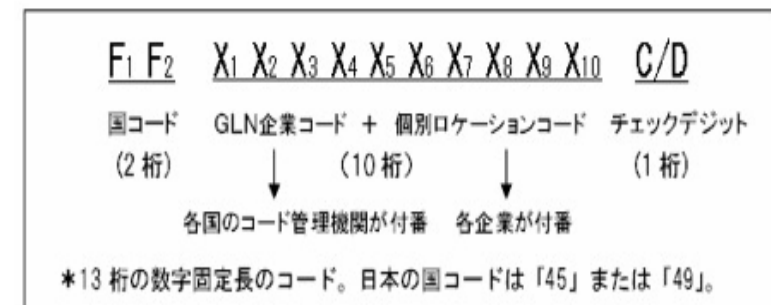 F1 F2 X1 X2 X3 X4 X5 X6 X7 X8 X9 X10 C/D
国コード GLN企業コード + 個別ロケーションコード チェックデジット
(2桁) (10桁) (1桁)
各国のコード管理機関が付番 各企業が付番
*13桁の数字固定長のコード。日本の国コードは「45」または「49」。